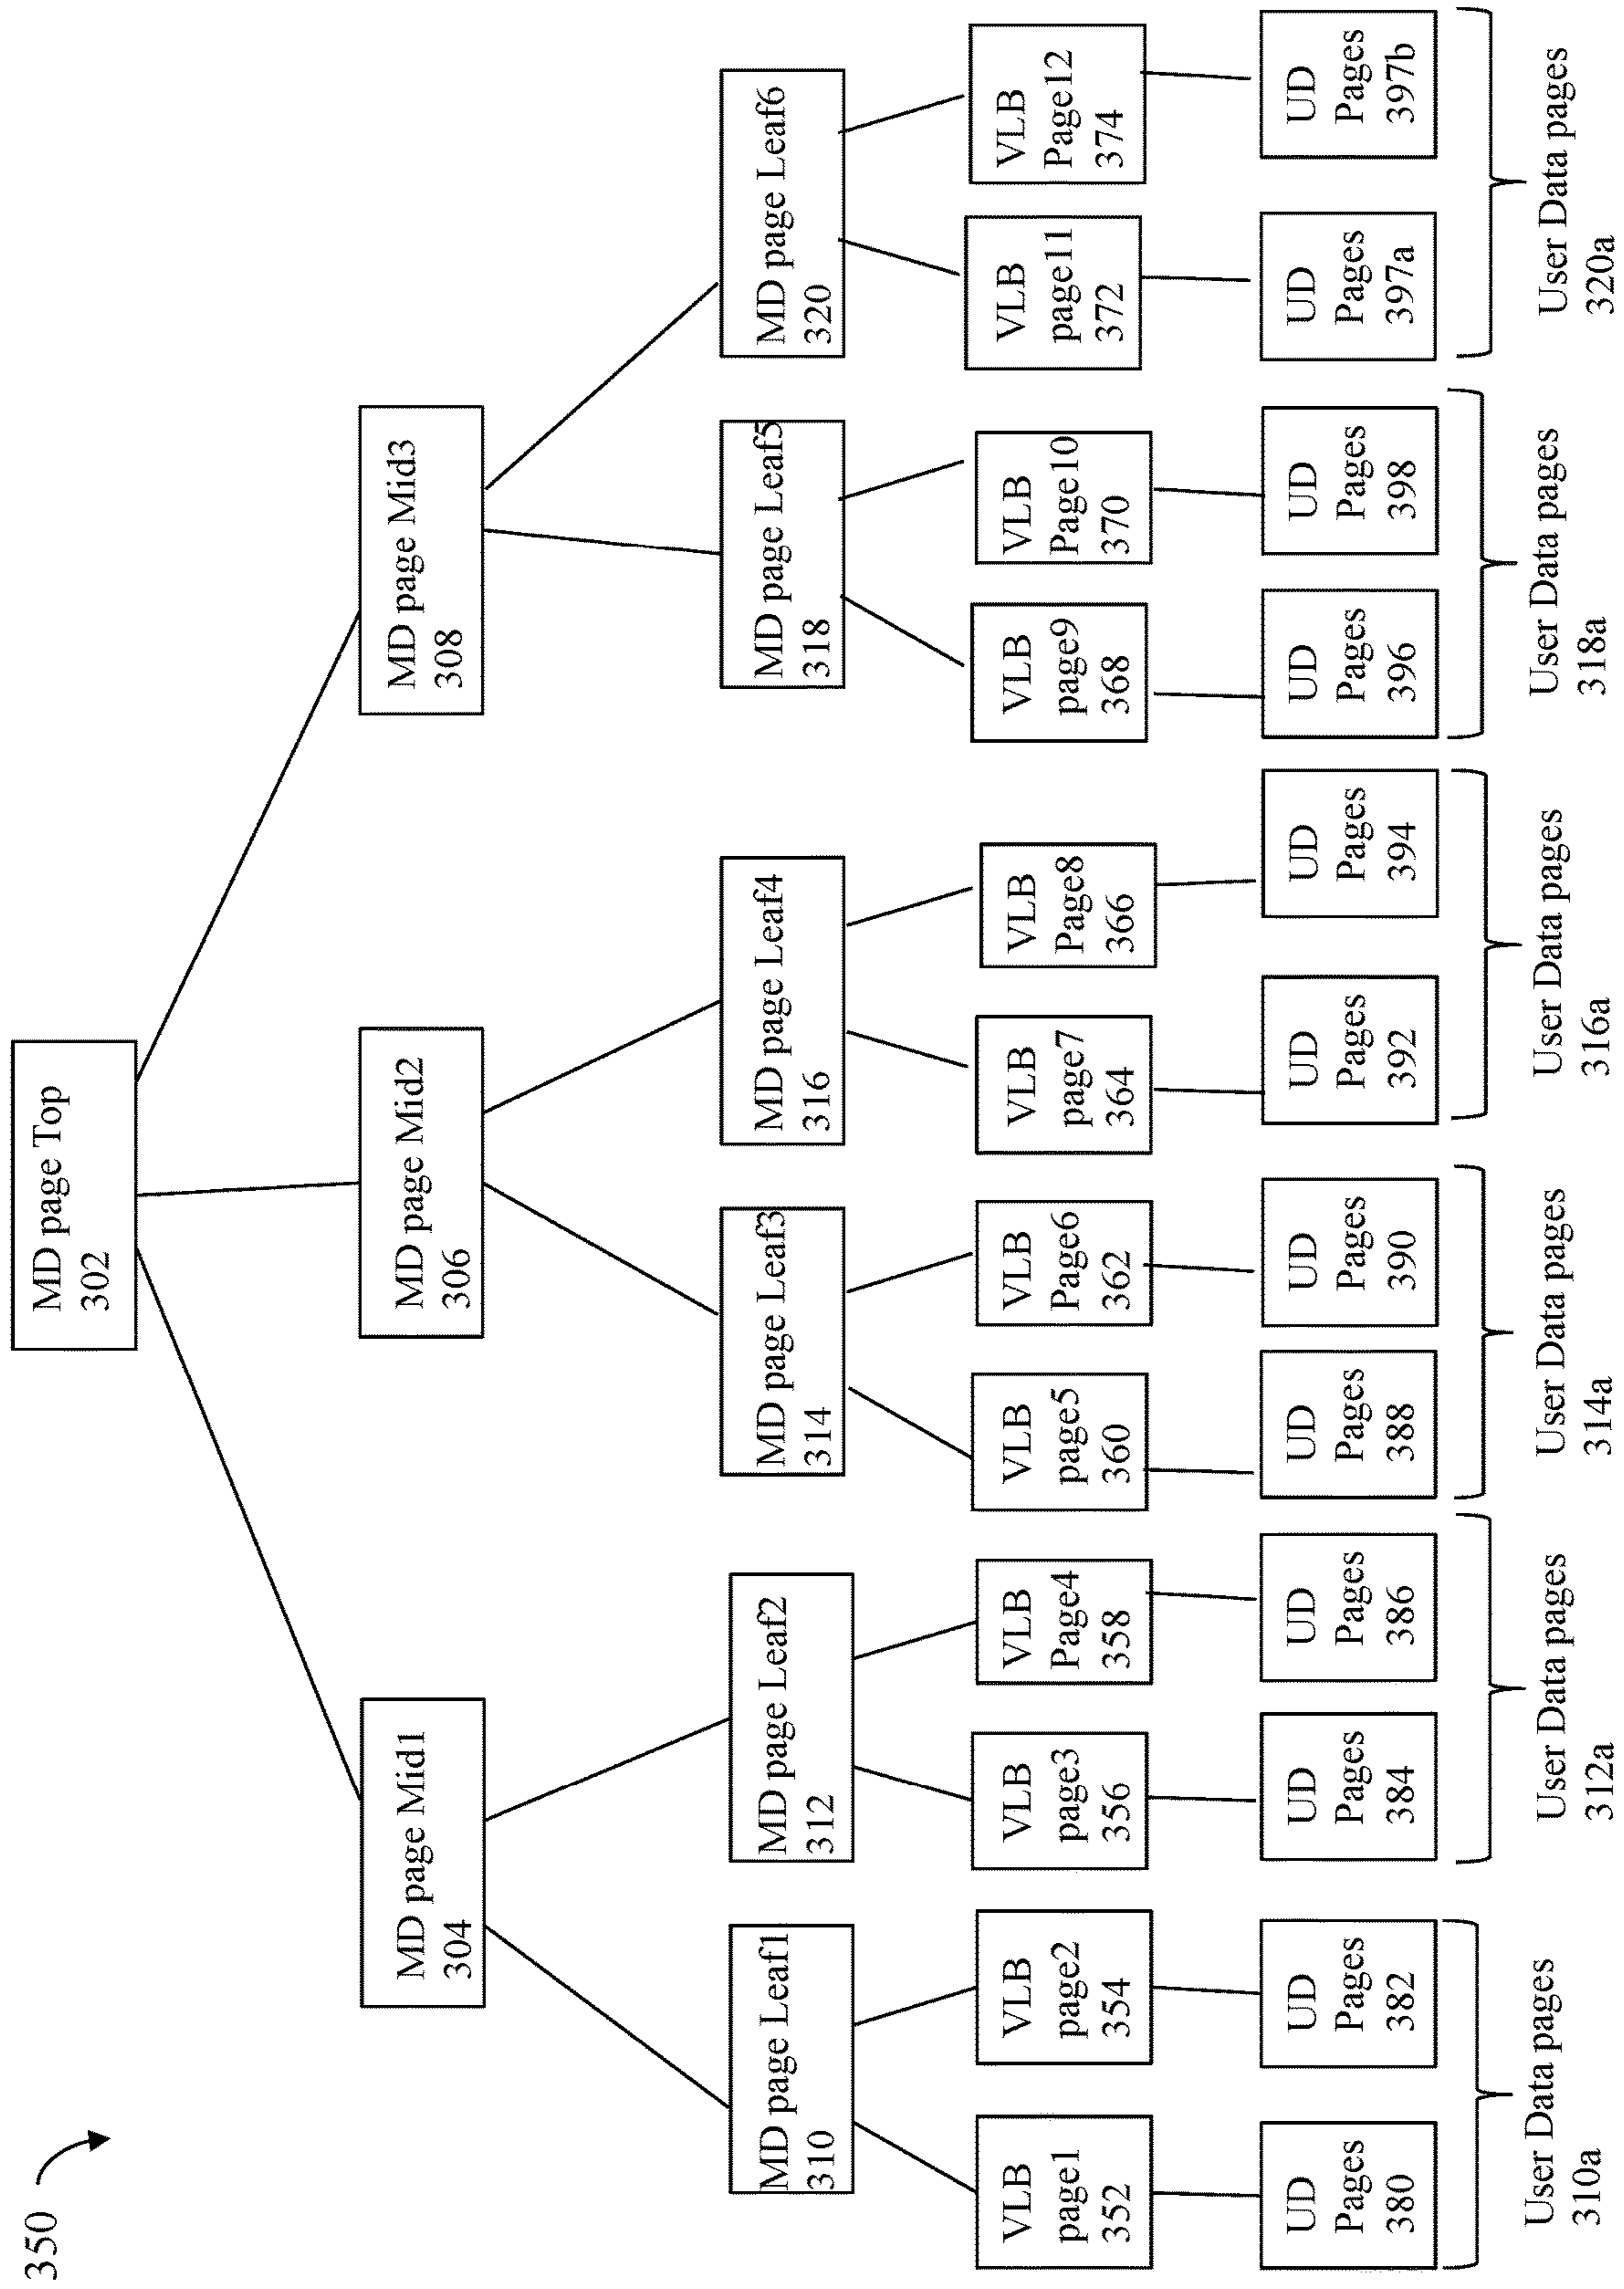 350
MD page Top
302
MD page Mid1
304
MD page Mid2
306
MD page Mid3
308
MD page Leaf1
310
MD page Leaf2
312
MD page Leaf3
314
MD page Leaf4
316
MD page Leaf5
318
MD page Leaf6
320
VLB
page1
352
VLB
page2
354
VLB
page3
356
VLB
Page4
358
VLB
page5
360
VLB
Page6
362
VLB
page7
364
VLB
Page8
366
VLB
page9
368
VLB
Page10
370
VLB
page11
372
VLB
Page12
374
UD
Pages
380
UD
Pages
382
UD
Pages
384
UD
Pages
386
UD
Pages
388
UD
Pages
390
UD
Pages
392
UD
Pages
394
UD
Pages
396
UD
Pages
398
UD
Pages
397a
UD
Pages
397b
User Data pages
310a
User Data pages
312a
User Data pages
314a
User Data pages
316a
User Data pages
318a
User Data pages
320a